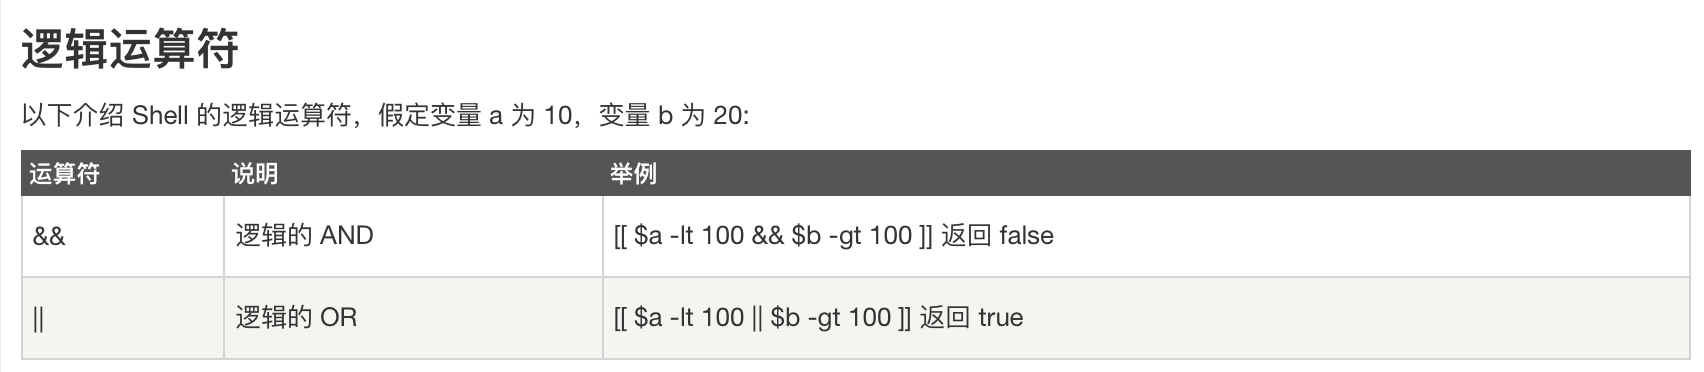 逻辑运算符
以下介绍 Shell 的逻辑运算符，假定变量 a 为 10，变量 b 为 20:
运算符 说明 举例
&& 逻辑的 AND [[ $a -lt 100 && $b -gt 100 ]] 返回 false
|| 逻辑的 OR [[ $a -lt 100 || $b -gt 100 ]] 返回 true